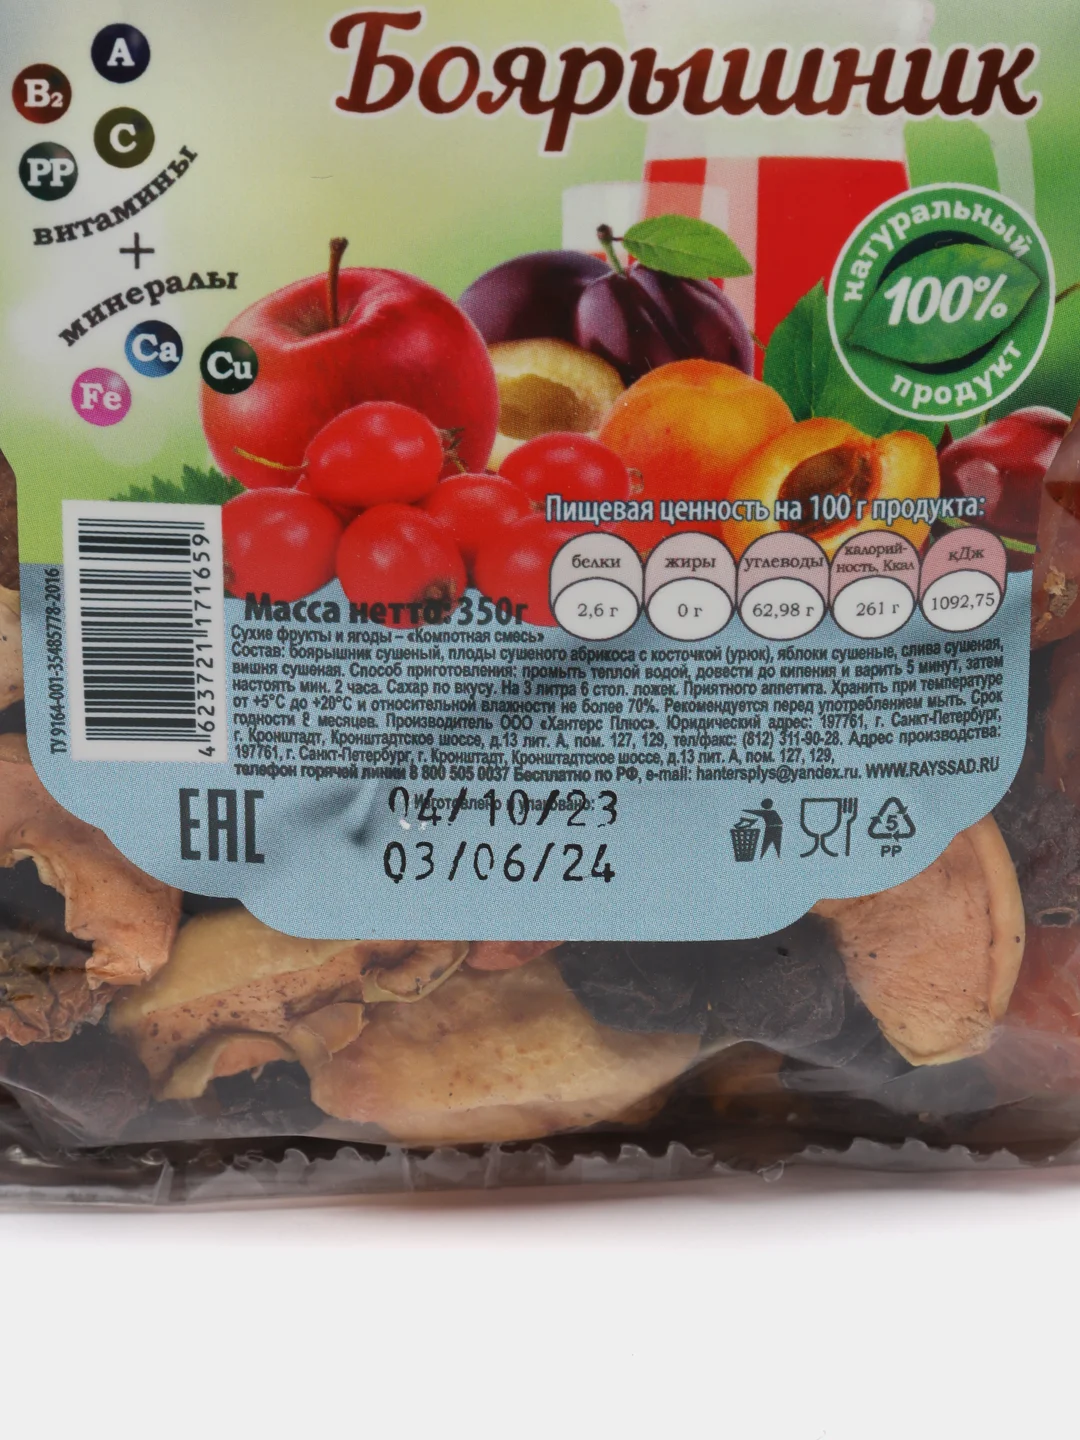 Боярышник
A
B₂
C
PP
витамины
+
минералы
Ca
Cu
Fe
натуральный
100%
продукт
Пищевая ценность на 100 г продукта:
белки
2,6 г
жиры
0 г
углеводы
62,98 г
калорий-
ность, Ккал
261 г
кДж
1092,75
Масса нетто: 350г
Сухие фрукты и ягоды – «Компотная смесь»
Состав: боярышник сушеный, плоды сушеного абрикоса с косточкой (урюк), яблоки сушеные, слива сушеная,
вишня сушеная. Способ приготовления: промыть теплой водой, довести до кипения и варить 5 минут, затем
настоять мин. 2 часа. Сахар по вкусу. На 3 литра 6 стол. ложек. Приятного аппетита. Хранить при температуре
от +5°С до +20°С и относительной влажности не более 70%. Рекомендуется перед употреблением мыть. Срок
годности 8 месяцев. Производитель ООО «Хантерс Плюс». Юридический адрес: 197761, г. Санкт-Петербург,
г. Кронштадт, Кронштадтское шоссе, д.13 лит. А, пом. 127, 129, тел/факс: (812) 311-90-28. Адрес производства:
197761, г. Санкт-Петербург, г. Кронштадт, Кронштадтское шоссе, д.13 лит. А, пом. 127, 129,
телефон горячей линии 8 800 505 0037 Бесплатно по РФ, e-mail: hantersplys@yandex.ru. WWW.RAYSSAD.RU
ТУ 9164-001-35485778-2016
4 623721 171659
EAC
Изготовлено и упаковано:
04/10/23
03/06/24
5
PP